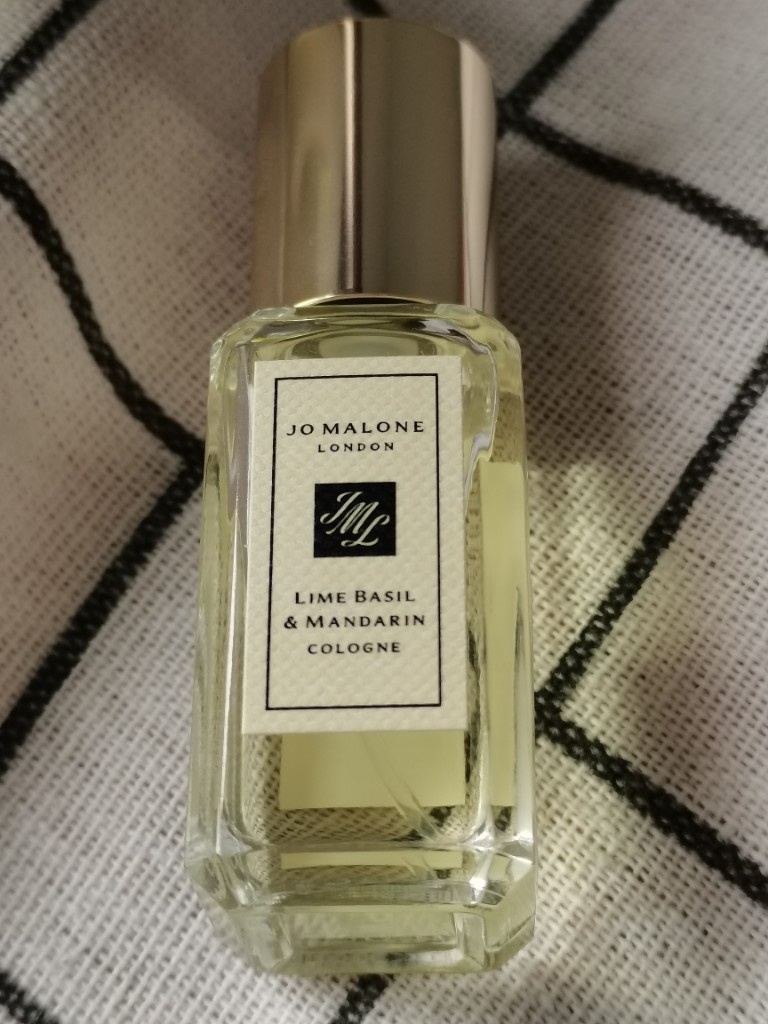 JO MALONE
LONDON
JML
LIME BASIL
& MANDARIN
COLOGNE